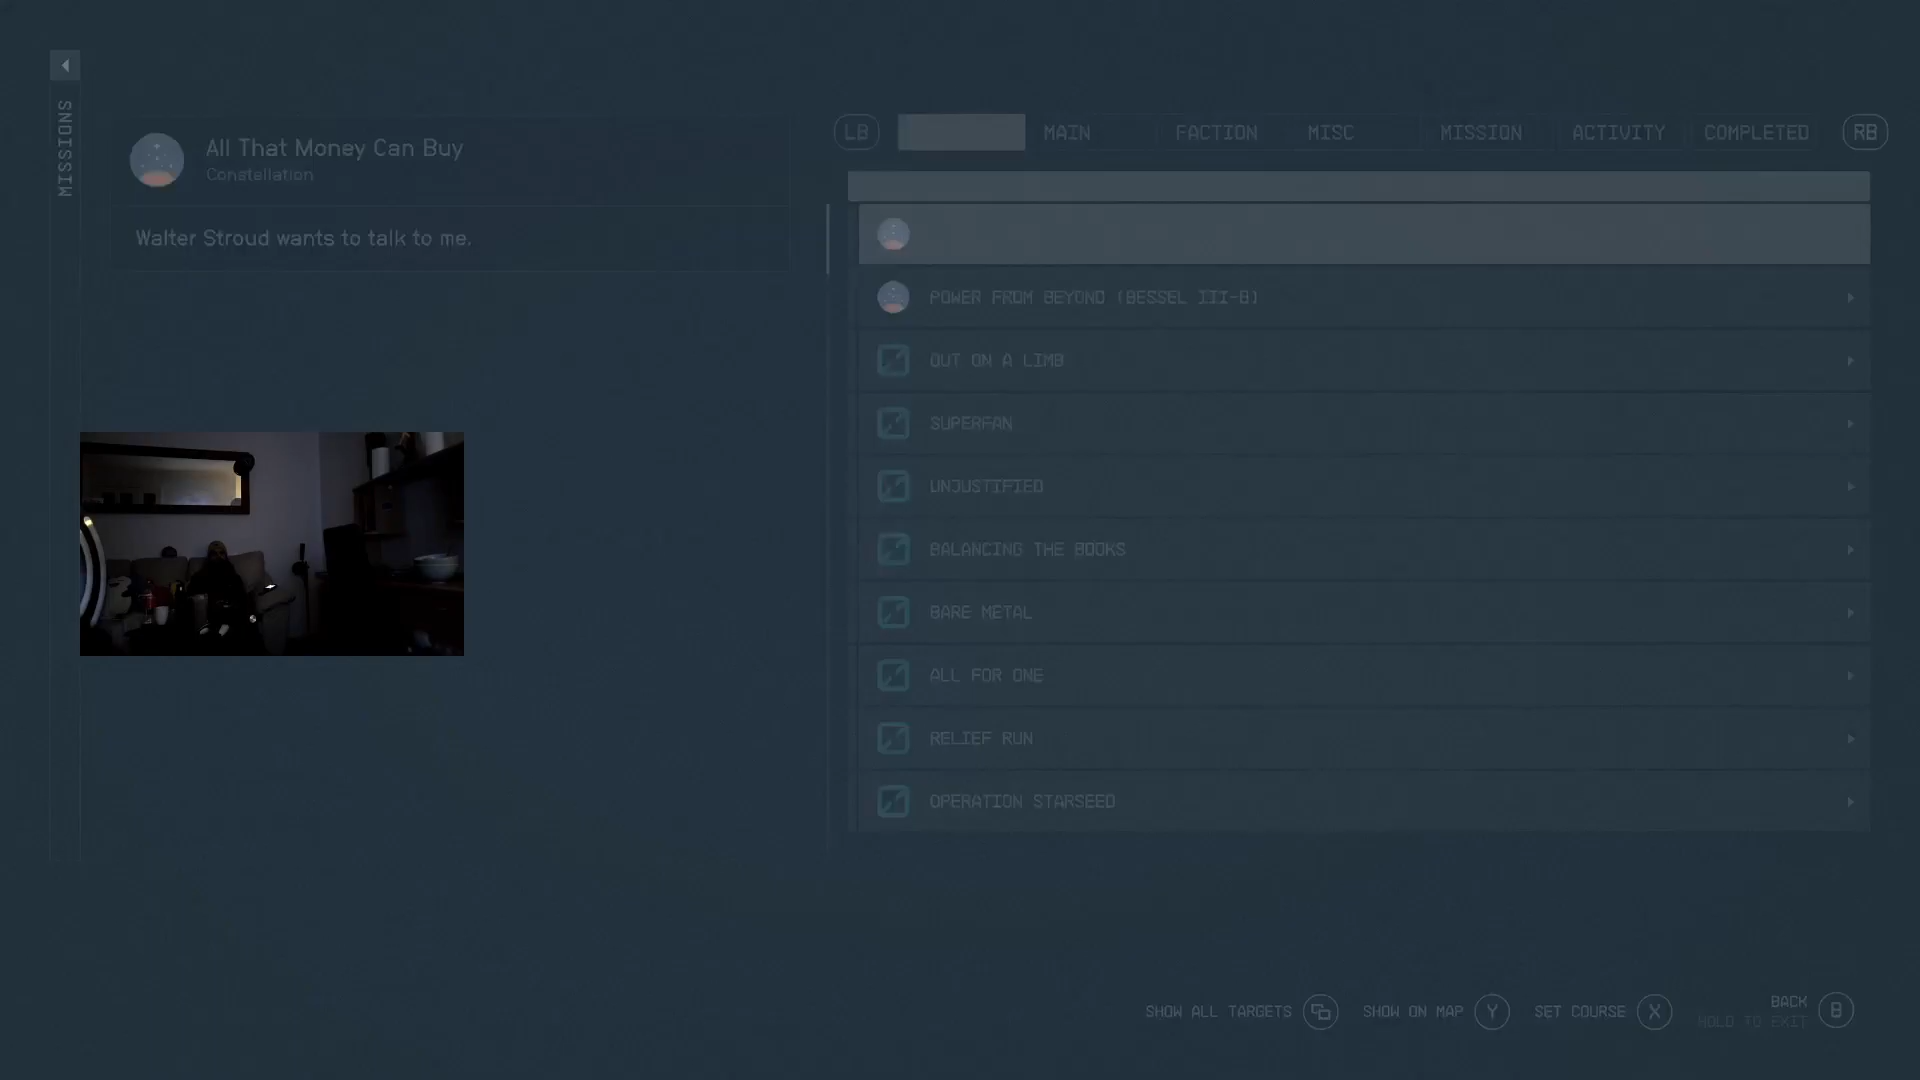 MISSIONS
All That Money Can Buy
Constellation
Walter Stroud wants to talk to me.
LB
MAIN
FACTION
MISC
MISSION
ACTIVITY
COMPLETED
RB
POWER FROM BEYOND (BESSEL III-B)
OUT ON A LIMB
SUPERFAN
UNJUSTIFIED
BALANCING THE BOOKS
BARE METAL
ALL FOR ONE
RELIEF RUN
OPERATION STARSEED
SHOW ALL TARGETS
SHOW ON MAP Y
SET COURSE X
BACK B
HOLD TO EXIT